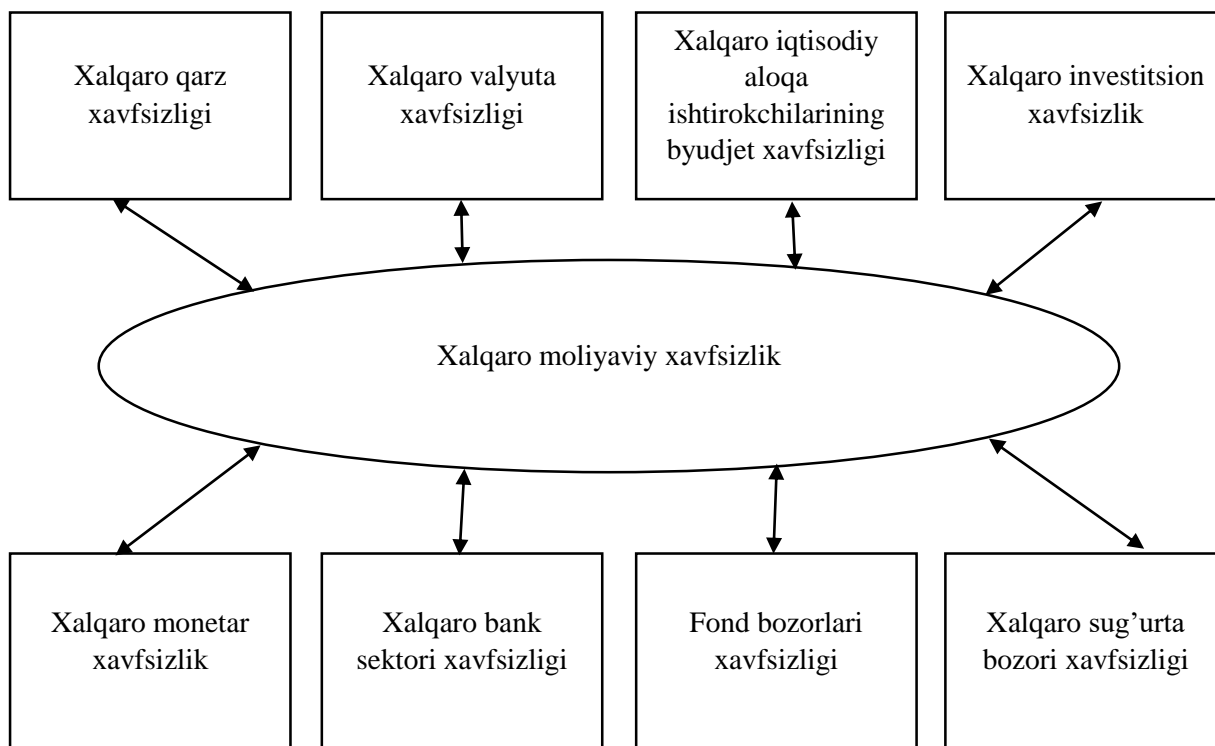 Xalqaro qarz
xavfsizligi
Xalqaro valyuta
xavfsizligi
Xalqaro iqtisodiy
aloqa
ishtirokchilarining
byudjet xavfsizligi
Xalqaro investitsion
xavfsizlik
Xalqaro moliyaviy xavfsizlik
Xalqaro monetar
xavfsizlik
Xalqaro bank
sektori xavfsizligi
Fond bozorlari
xavfsizligi
Xalqaro sug’urta
bozori xavfsizligi